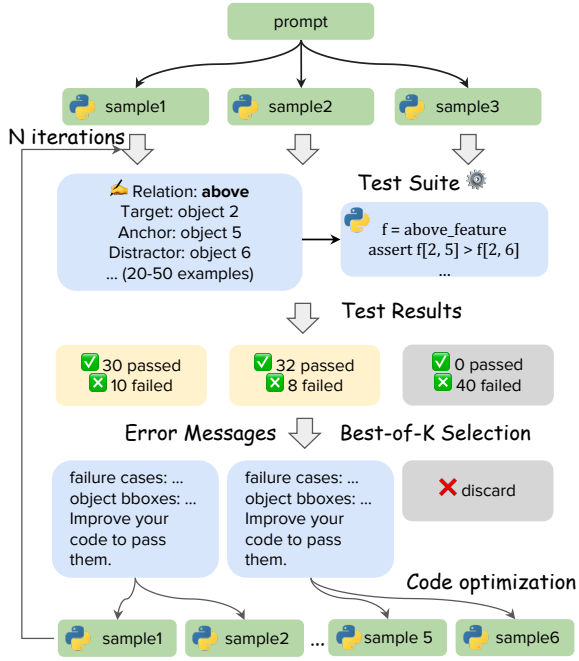 prompt
sample1
sample2
sample3
N iterations
Relation: above
Target: object 2
Anchor: object 5
Distractor: object 6
... (20-50 examples)
Test Suite
f = above_feature
assert f[2, 5] > f[2, 6]
...
Test Results
30 passed
10 failed
32 passed
8 failed
0 passed
40 failed
Error Messages
Best-of-K Selection
failure cases: ...
object bboxes: ...
Improve your
code to pass
them.
failure cases: ...
object bboxes: ...
Improve your
code to pass
them.
discard
Code optimization
sample1
sample2
...
sample 5
sample6